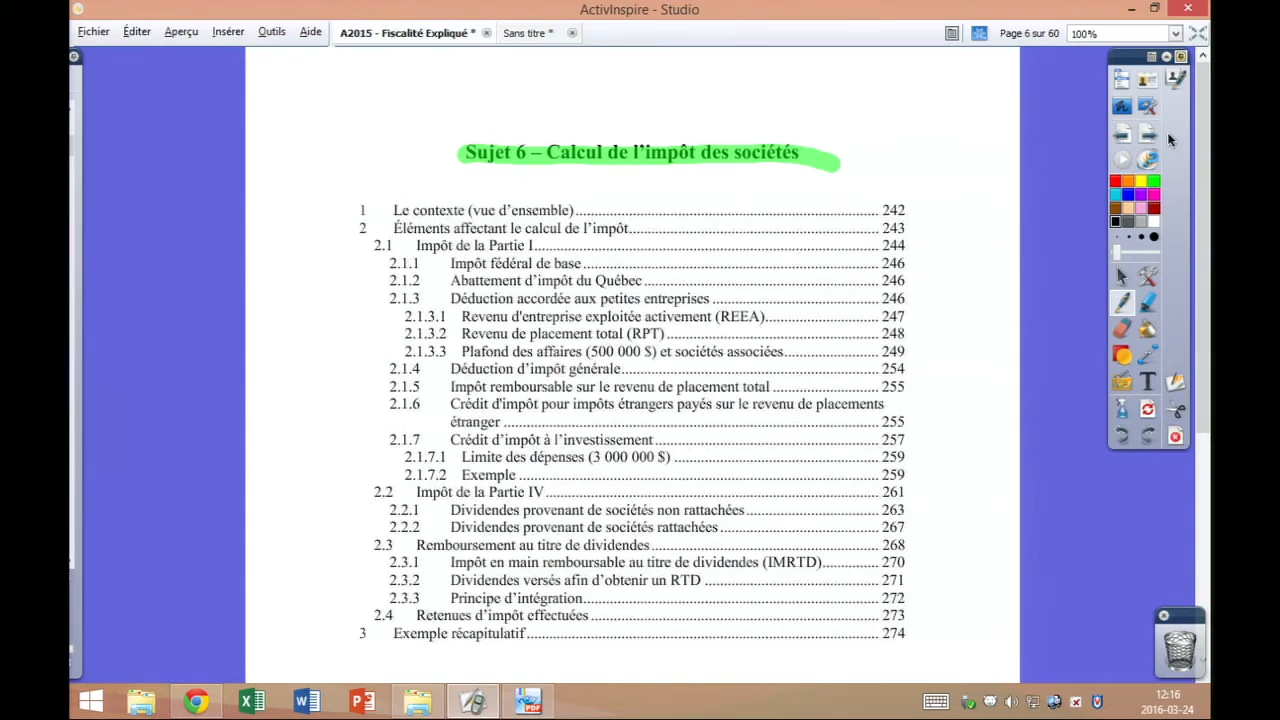 ActivInspire - Studio
Fichier Éditer Aperçu Insérer Outils Aide A2015 - Fiscalité Expliqué * Sans titre * Page 6 sur 60 100%
Sujet 6 – Calcul de l'impôt des sociétés
1 Le contexte (vue d'ensemble) 242
2 Éléments affectant le calcul de l'impôt 243
2.1 Impôt de la Partie I 244
2.1.1 Impôt fédéral de base 246
2.1.2 Abattement d'impôt du Québec 246
2.1.3 Déduction accordée aux petites entreprises 246
2.1.3.1 Revenu d'entreprise exploitée activement (REEA) 247
2.1.3.2 Revenu de placement total (RPT) 248
2.1.3.3 Plafond des affaires (500 000 $) et sociétés associées 249
2.1.4 Déduction d'impôt générale 254
2.1.5 Impôt remboursable sur le revenu de placement total 255
2.1.6 Crédit d'impôt pour impôts étrangers payés sur le revenu de placements
étranger 255
2.1.7 Crédit d'impôt à l'investissement 257
2.1.7.1 Limite des dépenses (3 000 000 $) 259
2.1.7.2 Exemple 259
2.2 Impôt de la Partie IV 261
2.2.1 Dividendes provenant de sociétés non rattachées 263
2.2.2 Dividendes provenant de sociétés rattachées 267
2.3 Remboursement au titre de dividendes 268
2.3.1 Impôt en main remboursable au titre de dividendes (IMRTD) 270
2.3.2 Dividendes versés afin d'obtenir un RTD 271
2.3.3 Principe d'intégration 272
2.4 Retenues d'impôt effectuées 273
3 Exemple récapitulatif 274
12:16
2016-03-24